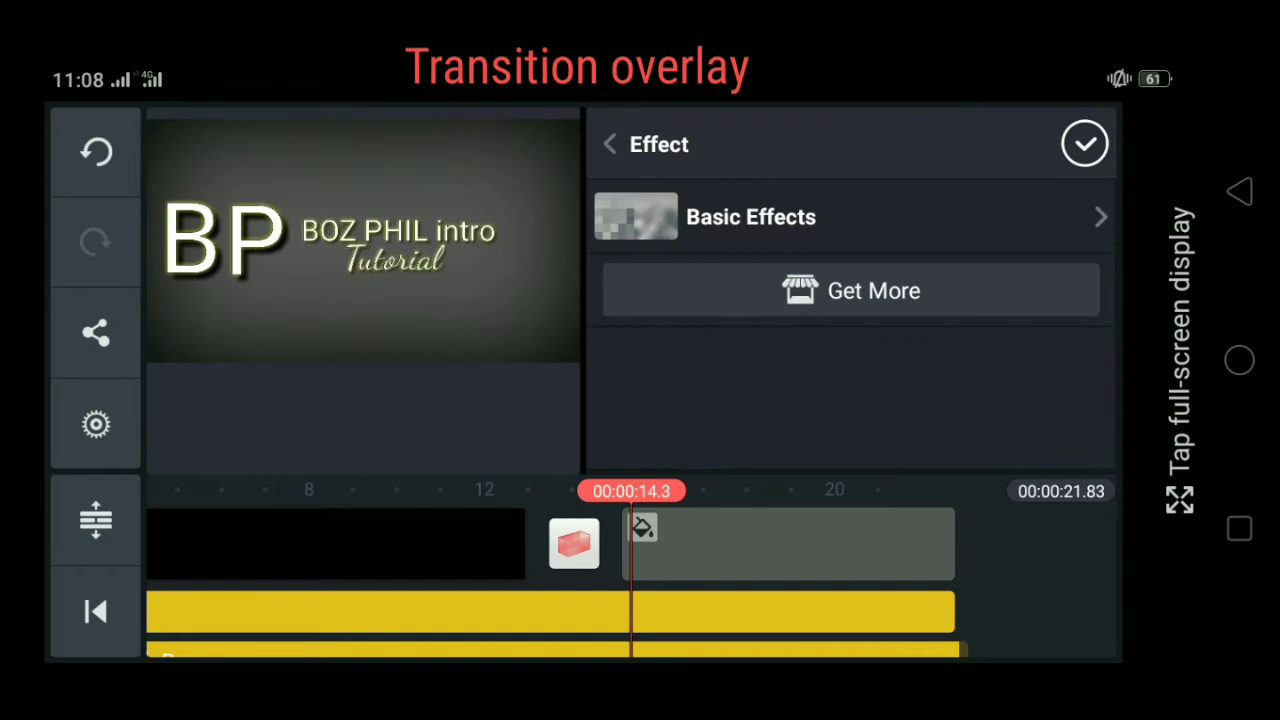 Transition overlay
11:08
4G
61
Effect
Basic Effects
Get More
BP
BOZ PHIL intro
Tutorial
Tap full-screen display
8
12
00:00:14.3
20
00:00:21.83